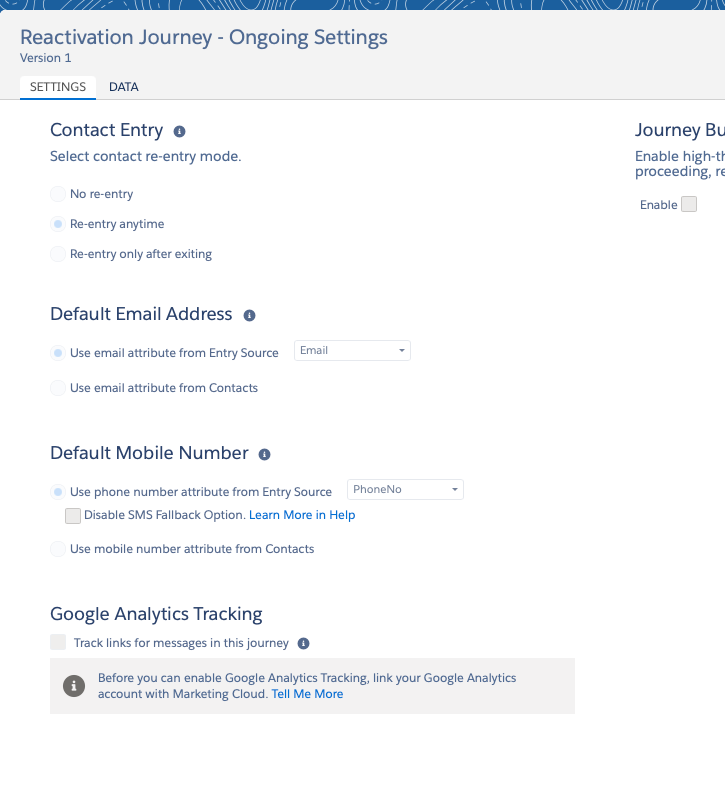 Reactivation Journey - Ongoing Settings
Version 1
SETTINGS DATA
Contact Entry
Select contact re-entry mode.
No re-entry
Re-entry anytime
Re-entry only after exiting
Default Email Address
Use email attribute from Entry Source Email
Use email attribute from Contacts
Default Mobile Number
Use phone number attribute from Entry Source PhoneNo
Disable SMS Fallback Option. Learn More in Help
Use mobile number attribute from Contacts
Google Analytics Tracking
Track links for messages in this journey
Before you can enable Google Analytics Tracking, link your Google Analytics
account with Marketing Cloud. Tell Me More
Journey Bu
Enable high-th
proceeding, re
Enable